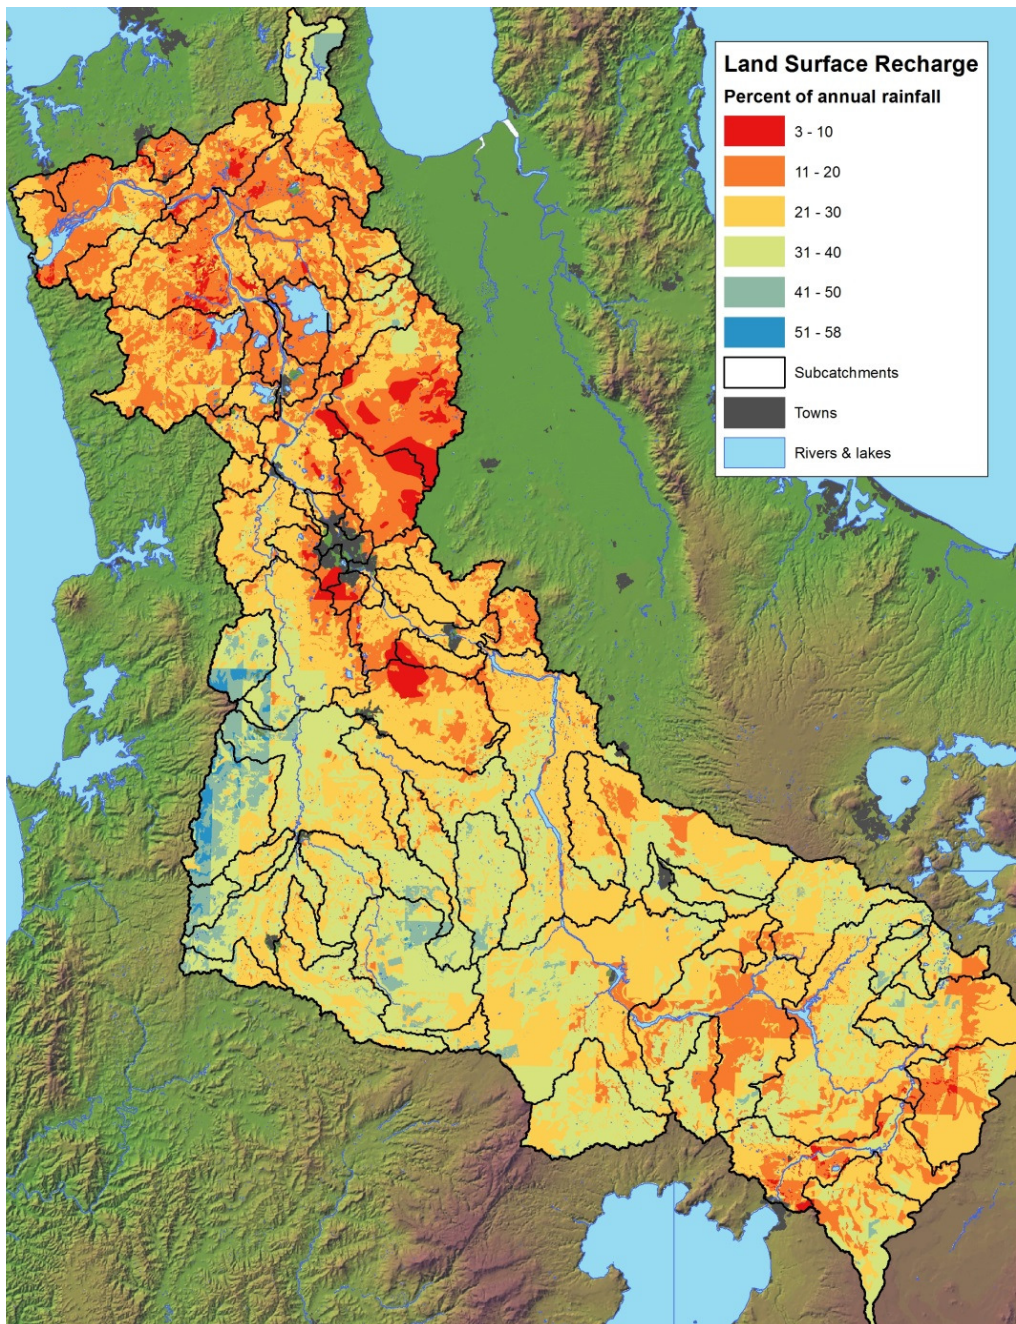 Land Surface Recharge
Percent of annual rainfall
3 - 10
11 - 20
21 - 30
31 - 40
41 - 50
51 - 58
Subcatchments
Towns
Rivers & lakes